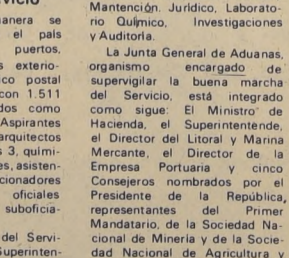 vicio
nera se
el país
puertos,
exterio-
co postal
con 1.511
dos como
Aspirantes
arquitectos
s 3, quími-
es, asisten-
cionadores
oficiales
suboficia-
del Servi-
Superinten-
Mantención. Jurídico, Laborato-
rio Químico, Investigaciones
y Auditoría.
La Junta General de Aduanas,
organismo encargado de
supervigilar la buena marcha
del Servicio, está integrado
como sigue: El Ministro de
Hacienda, el Superintendende,
el Director del Litoral y Marina
Mercante, el Director de la
Empresa Portuaria y cinco
Consejeros nombrados por el
Presidente de la República,
representantes del Primer
Mandatario, de la Sociedad Na-
cional de Minería y de la Socie-
dad Nacional de Agricultura y